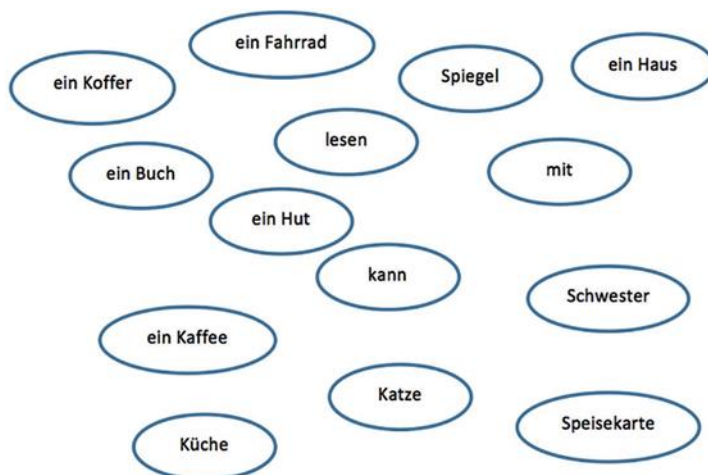 ein Fahrrad
ein Haus
Spiegel
ein Koffer
lesen
mit
ein Buch
ein Hut
kann
Schwester
ein Kaffee
Katze
Speisekarte
Küche